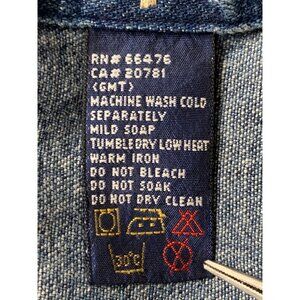 RN# 66476
CA# 20781
(GMT)
MACHINE WASH COLD
SEPARATELY
MILD SOAP
TUMBLE DRY LOW HEAT
WARM IRON
DO NOT BLEACH
DO NOT SOAK
DO NOT DRY CLEAN
30°C